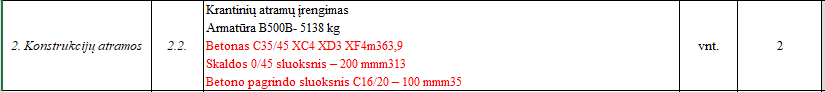 Krantinių atramų įrengimas
Armatūra B500B- 5138 kg
2. Konstrukcijų atramos 2.2. Betonas C35/45 XC4 XD3 XF4m363,9 vnt. 2
Skaldos 0/45 sluoksnis – 200 mmm313
Betono pagrindo sluoksnis C16/20 – 100 mmm35